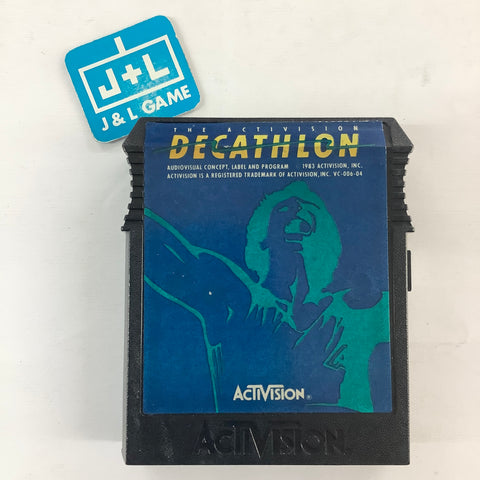 J+L
J & L GAME
THE ACTIVISION
DECATHLON
AUDIOVISUAL CONCEPT, LABEL AND PROGRAM © 1983 ACTIVISION, INC.
ACTIVISION IS A REGISTERED TRADEMARK OF ACTIVISION, INC. VC-006-04
ACTIVISION®
ACTIVISION